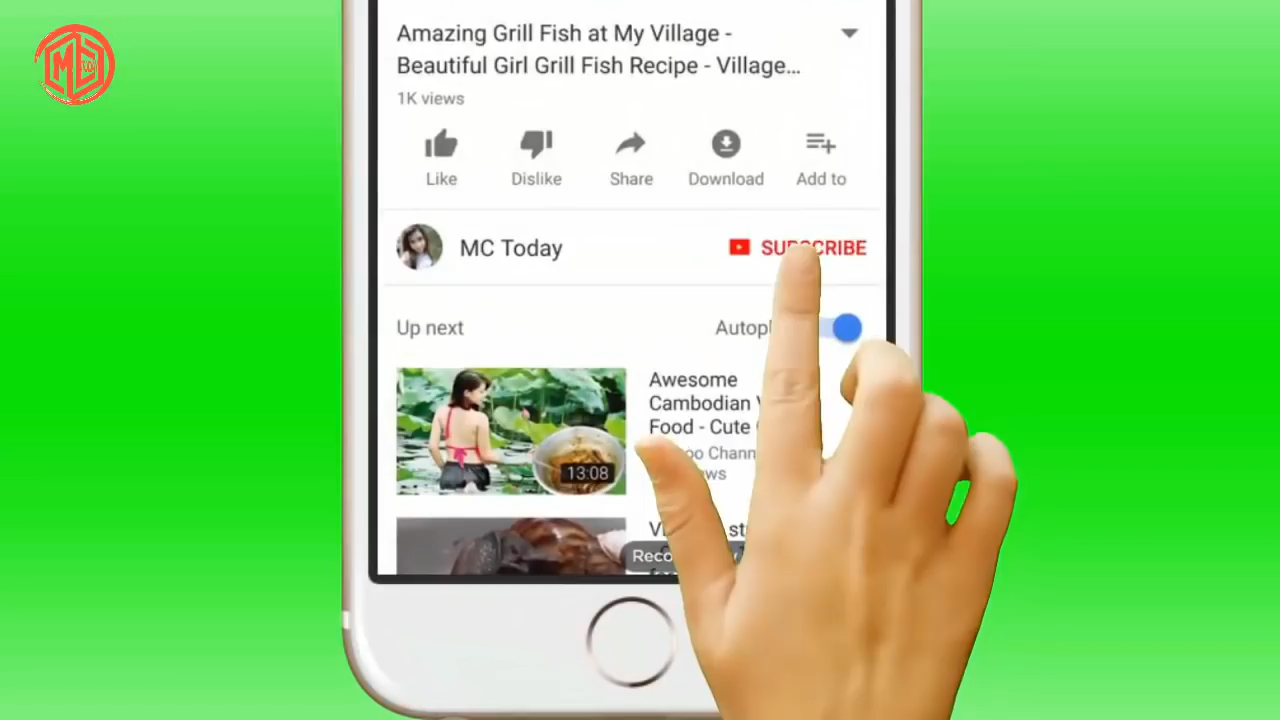 Amazing Grill Fish at My Village -
Beautiful Girl Grill Fish Recipe - Village...
1K views
Like Dislike Share Download Add to
MC Today SUBSCRIBE
Up next
Awesome
Cambodian
Food - Cute
13:08